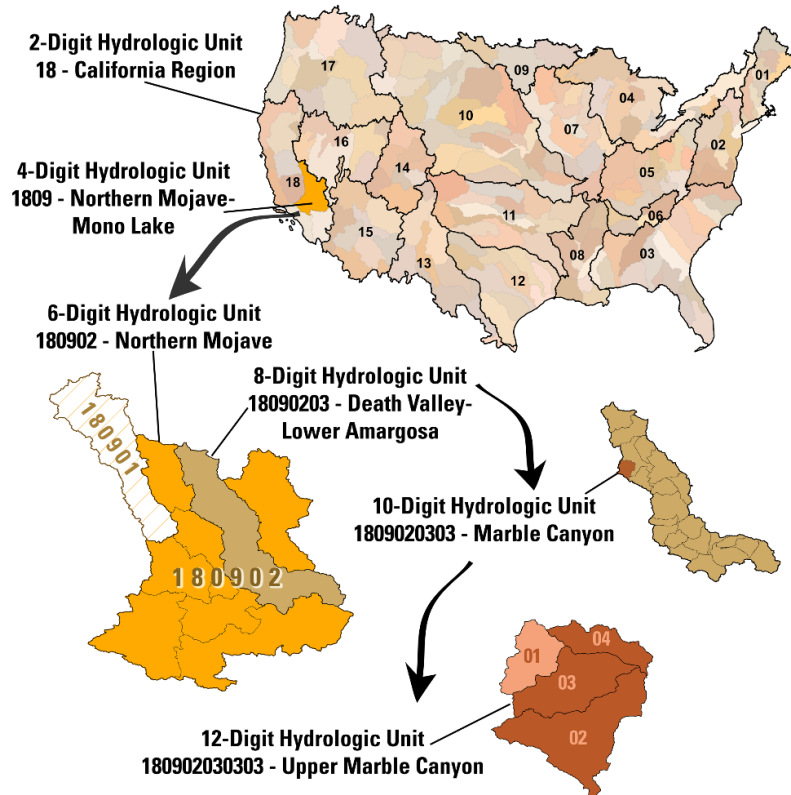 2-Digit Hydrologic Unit
18 - California Region
17
09
01
04
10
07
16
02
14
05
18
4-Digit Hydrologic Unit
1809 - Northern Mojave-
Mono Lake
11
06
15
08
03
13
12
6-Digit Hydrologic Unit
180902 - Northern Mojave
8-Digit Hydrologic Unit
18090203 - Death Valley-
Lower Amargosa
180901
10-Digit Hydrologic Unit
1809020303 - Marble Canyon
180902
04
01
03
02
12-Digit Hydrologic Unit
180902030303 - Upper Marble Canyon